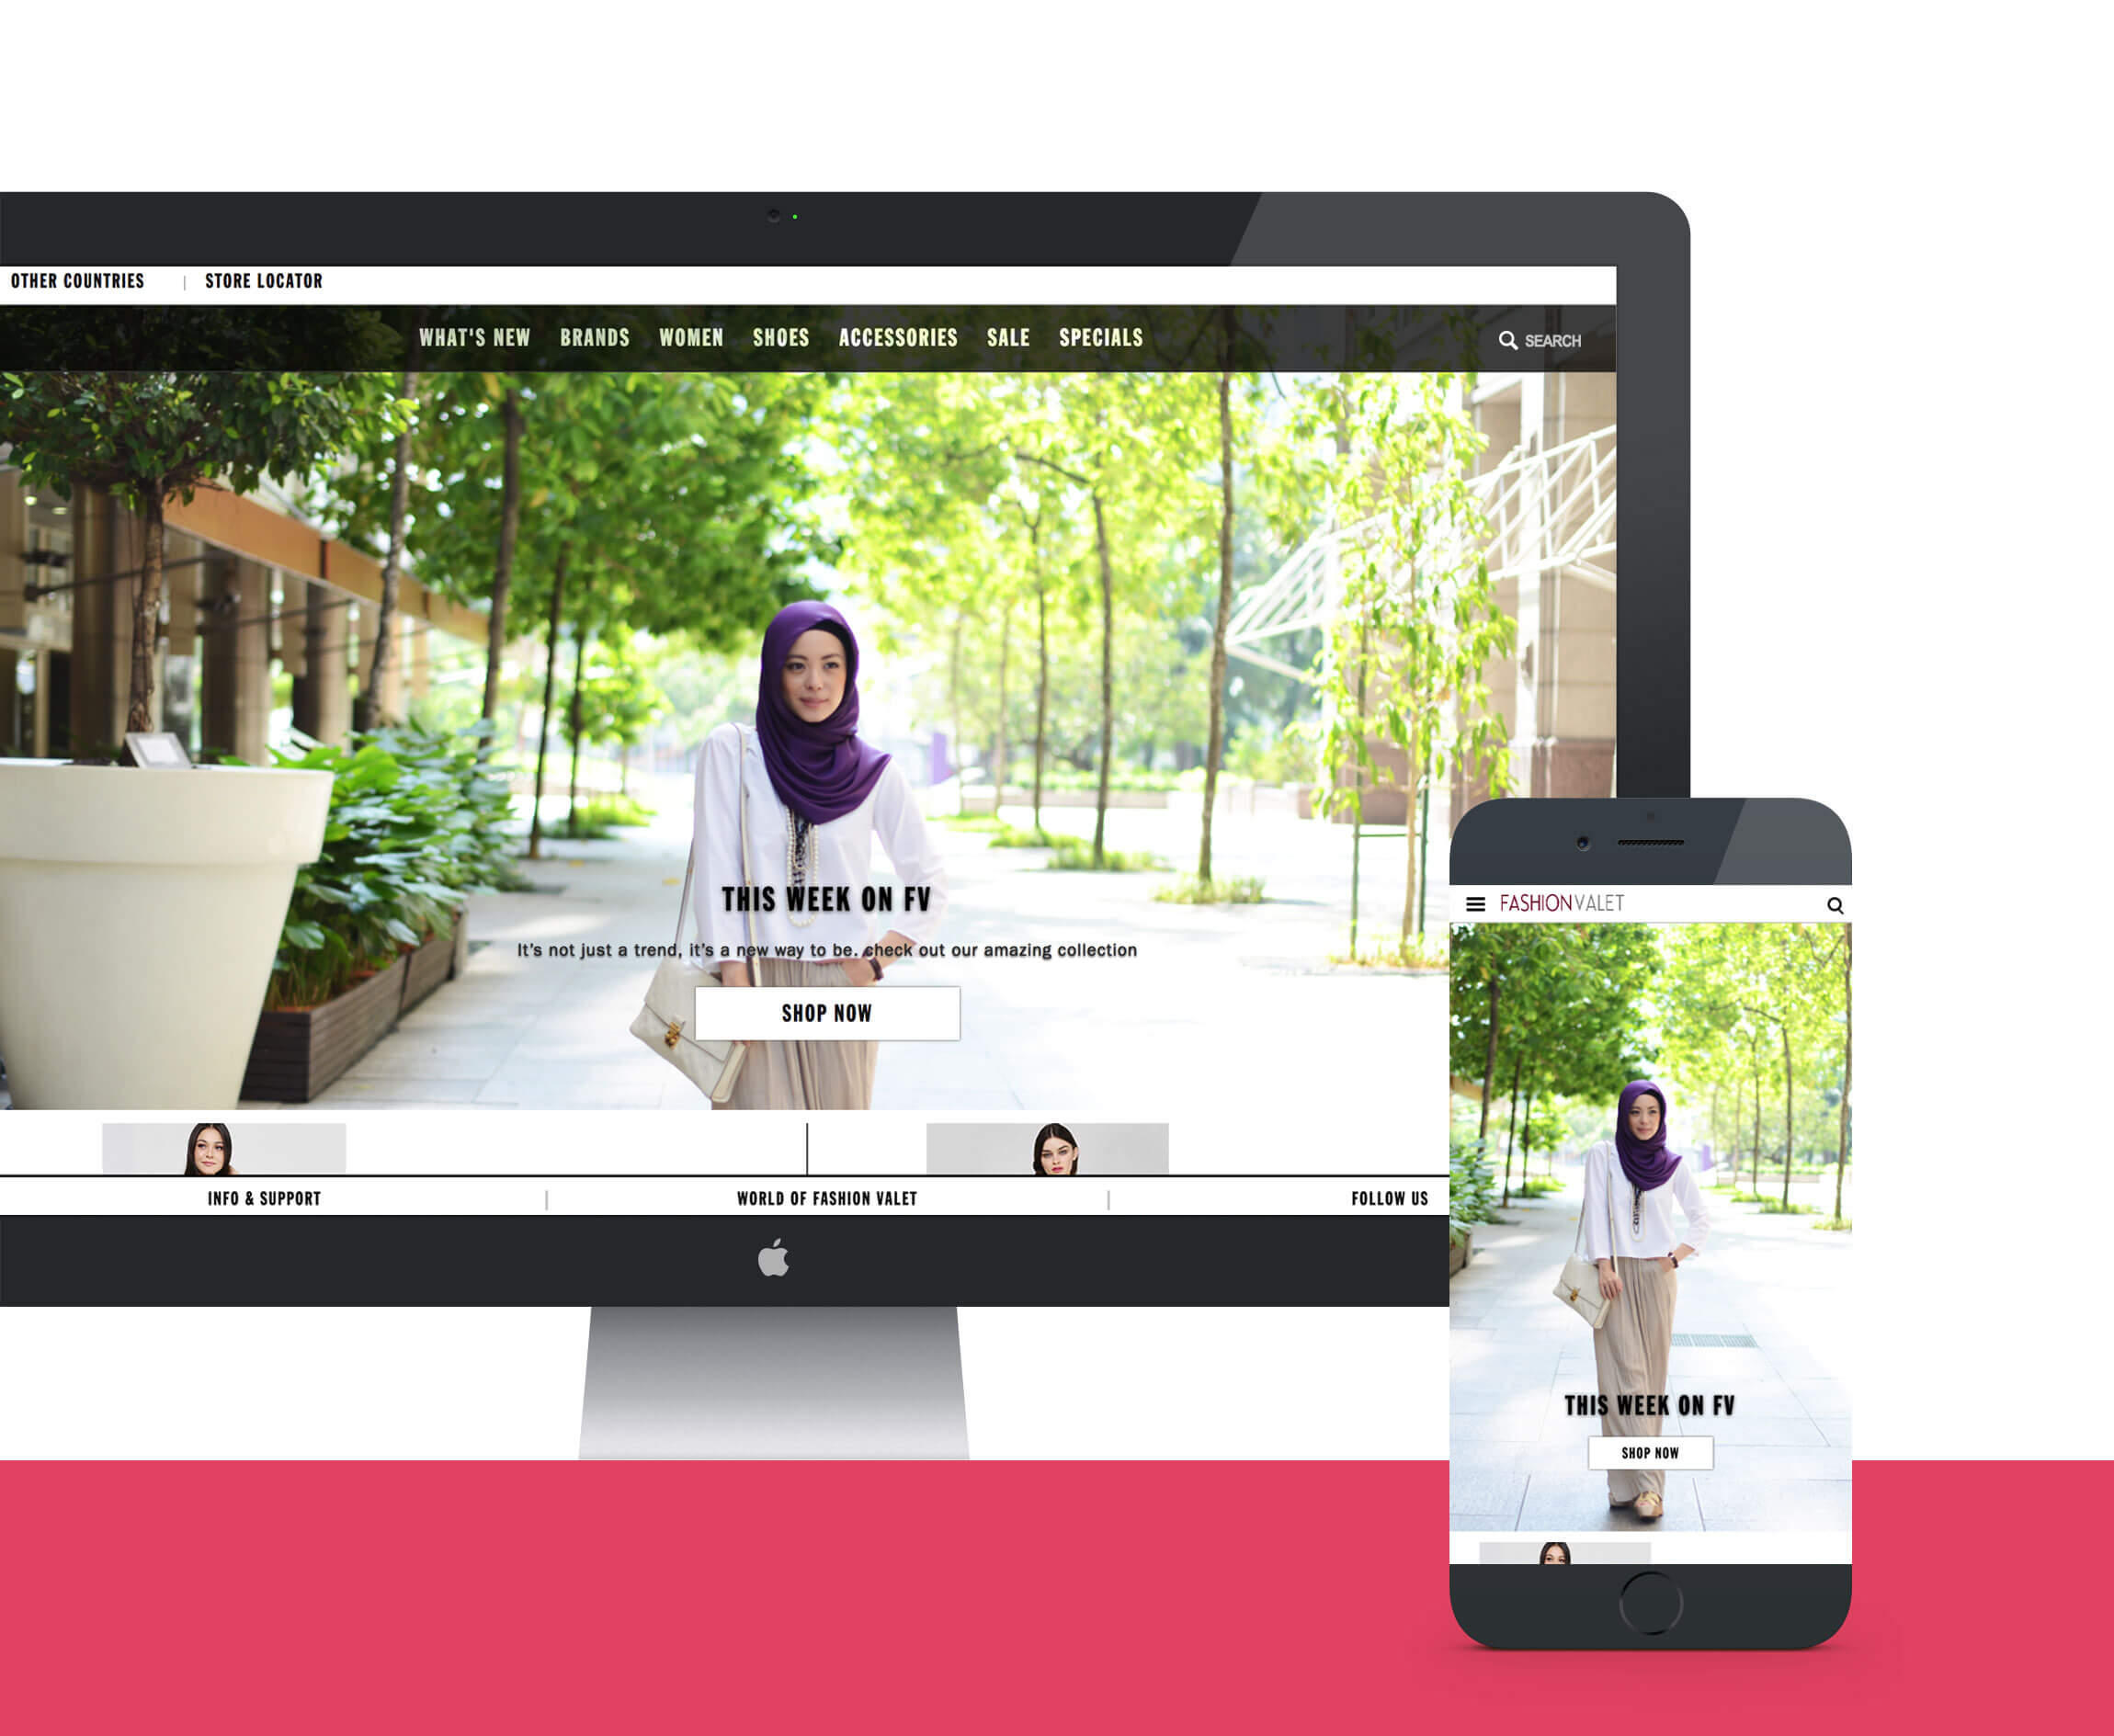 OTHER COUNTRIES | STORE LOCATOR
WHAT'S NEW BRANDS WOMEN SHOES ACCESSORIES SALE SPECIALS SEARCH
THIS WEEK ON FV
It's not just a trend, it's a new way to be. check out our amazing collection
SHOP NOW
INFO & SUPPORT | WORLD OF FASHION VALET | FOLLOW US
FASHIONVALET
THIS WEEK ON FV
SHOP NOW